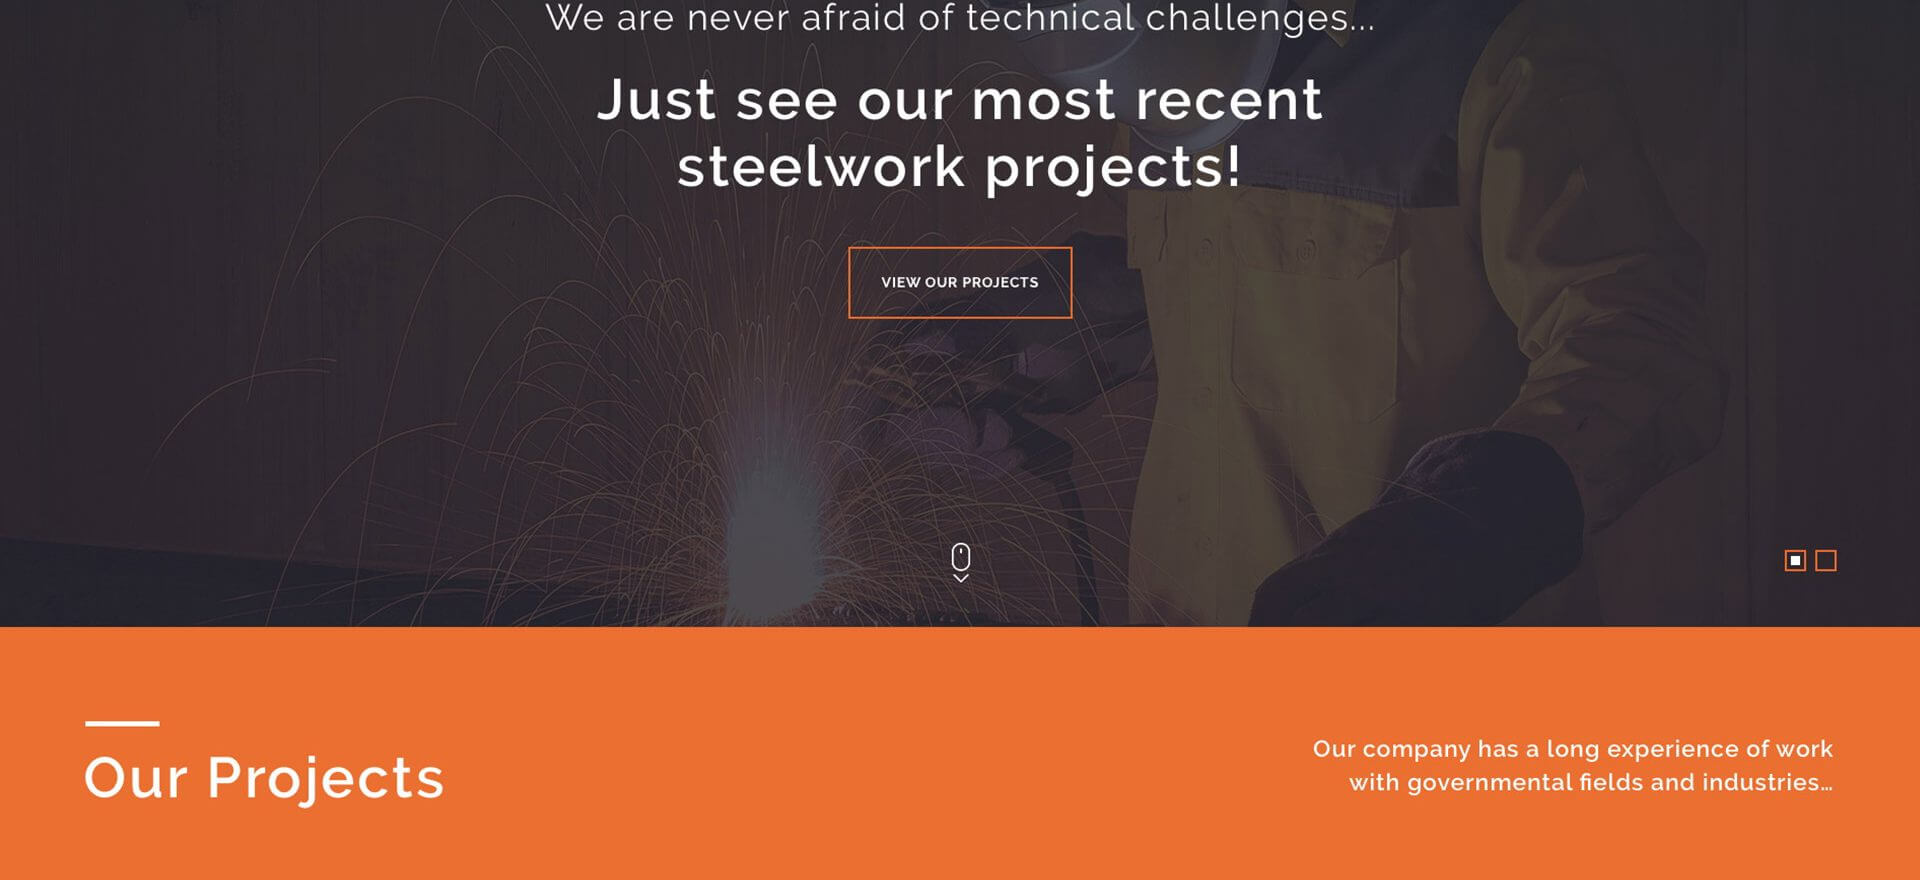 We are never afraid of technical challenges...
Just see our most recent
steelwork projects!
VIEW OUR PROJECTS
Our Projects
Our company has a long experience of work
with governmental fields and industries...